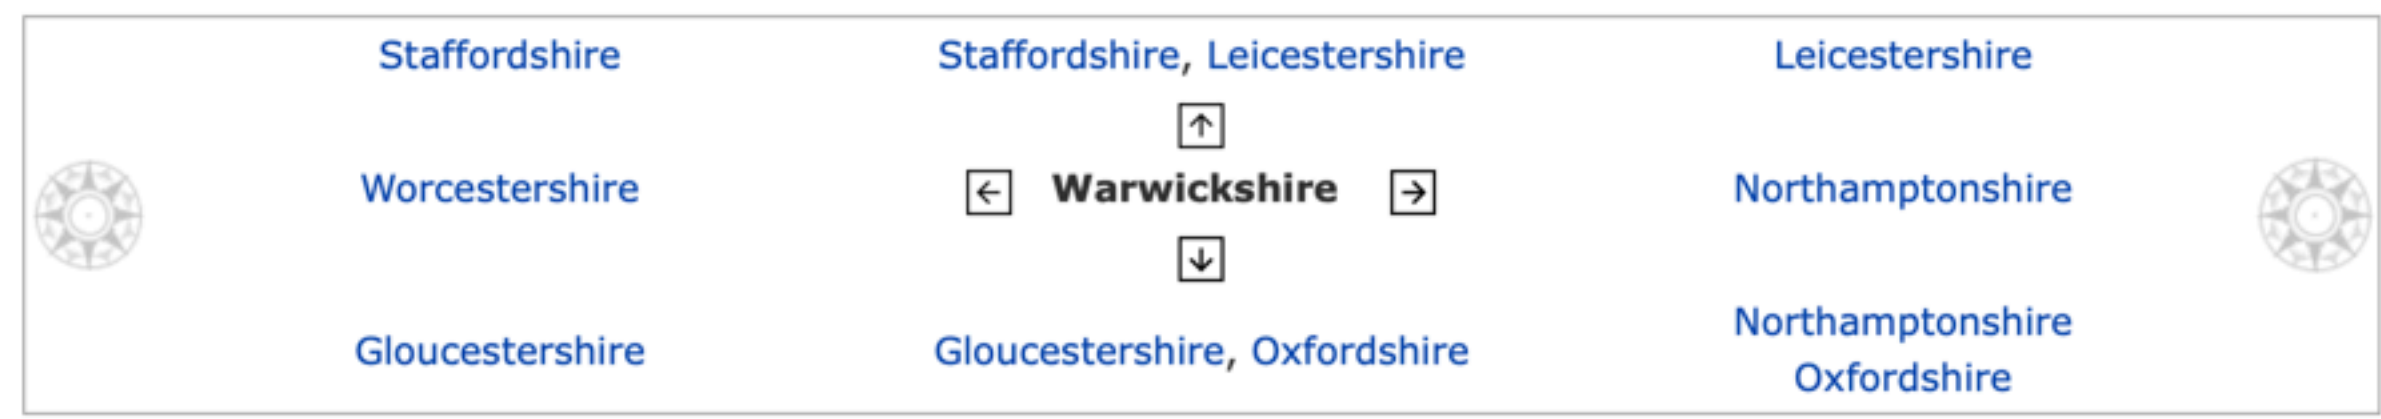 Staffordshire Staffordshire, Leicestershire Leicestershire
↑
Worcestershire ← Warwickshire → Northamptonshire
↓
Gloucestershire Gloucestershire, Oxfordshire Northamptonshire
Oxfordshire